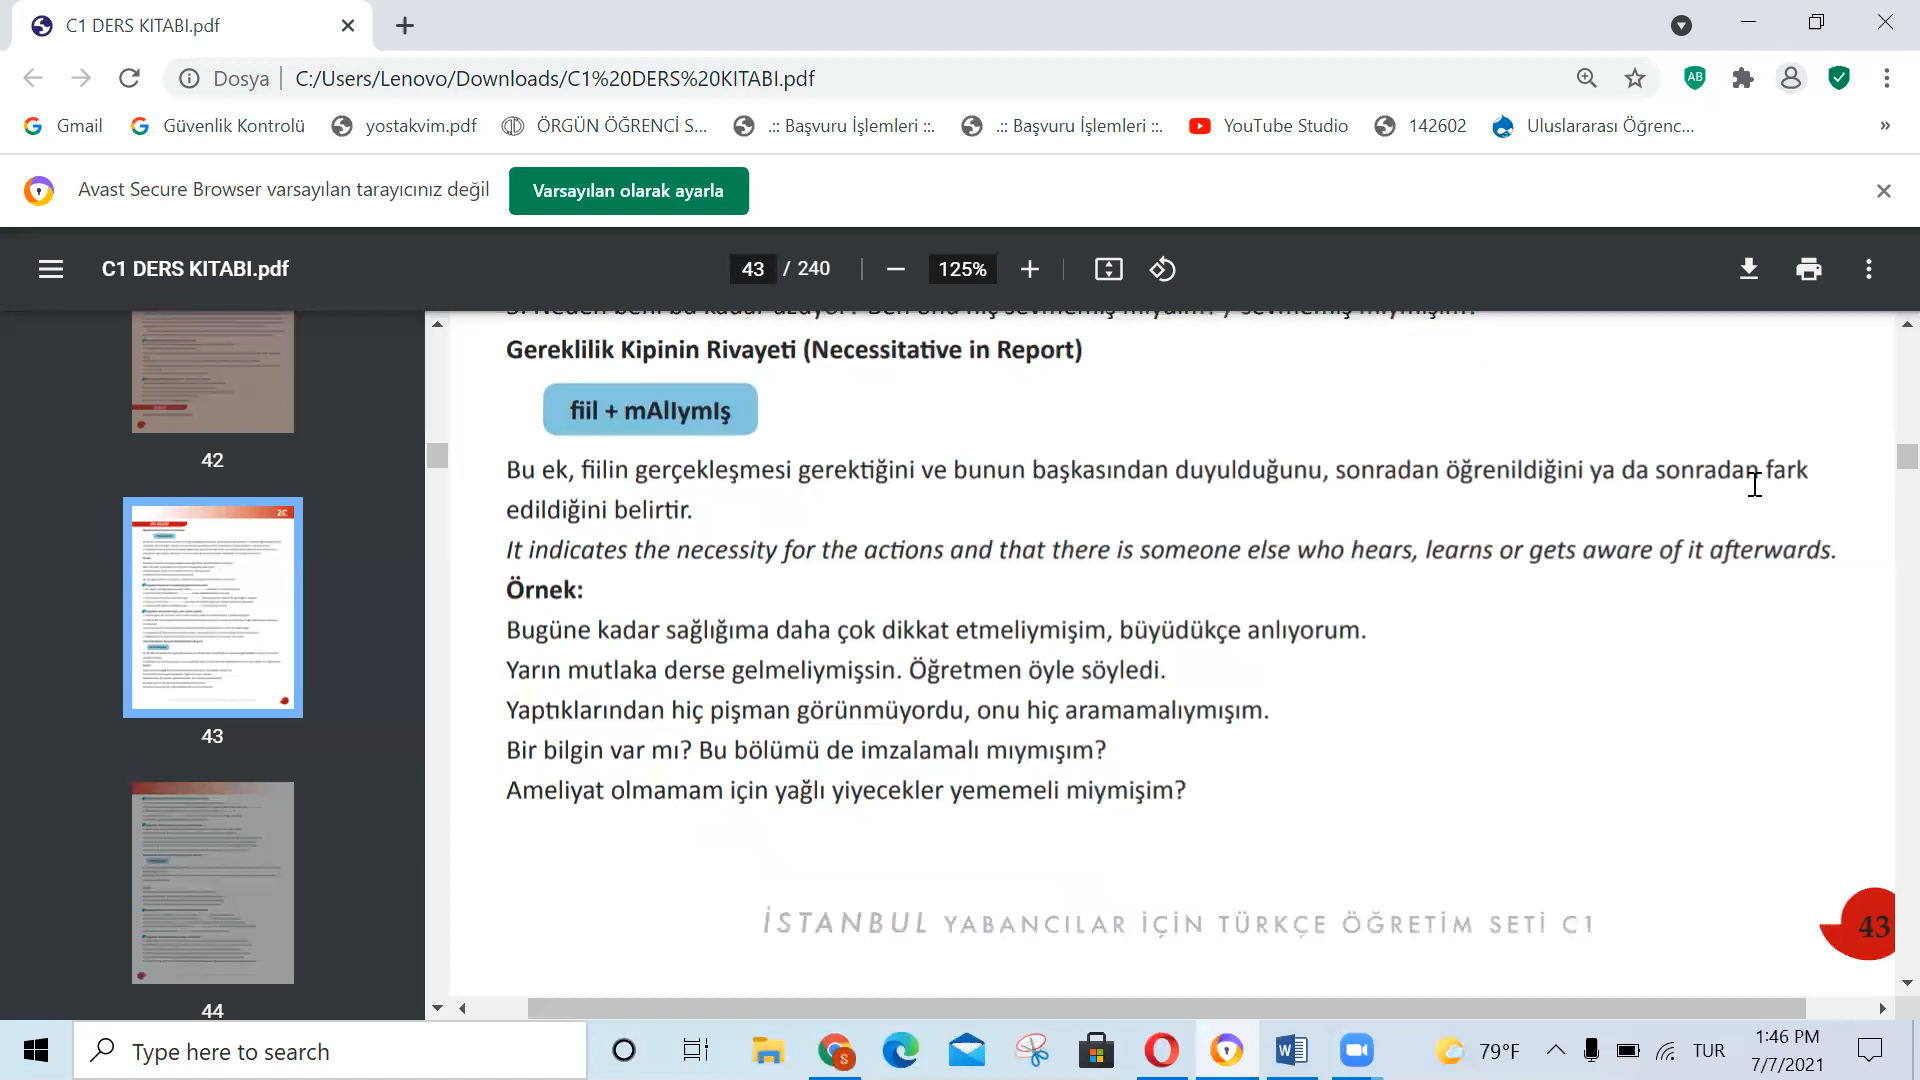 C1 DERS KITABI.pdf
Dosya C:/Users/Lenovo/Downloads/C1%20DERS%20KITABI.pdf
AB
Gmail Güvenlik Kontrolü yostakvim.pdf ÖRGÜN ÖĞRENCİ S... .:: Başvuru İşlemleri ::. .:: Başvuru İşlemleri ::. YouTube Studio 142602 Uluslararası Öğrenc... »
Avast Secure Browser varsayılan tarayıcınız değil Varsayılan olarak ayarla
C1 DERS KITABI.pdf 43 / 240 125%
42
2C
43
44
Gereklilik Kipinin Rivayeti (Necessitative in Report)
fiil + mAlIymIş
Bu ek, fiilin gerçekleşmesi gerektiğini ve bunun başkasından duyulduğunu, sonradan öğrenildiğini ya da sonradan fark
edildiğini belirtir.
It indicates the necessity for the actions and that there is someone else who hears, learns or gets aware of it afterwards.
Örnek:
Bugüne kadar sağlığıma daha çok dikkat etmeliymişim, büyüdükçe anlıyorum.
Yarın mutlaka derse gelmeliymişsin. Öğretmen öyle söyledi.
Yaptıklarından hiç pişman görünmüyordu, onu hiç aramamalıymışım.
Bir bilgin var mı? Bu bölümü de imzalamalı mıymışım?
Ameliyat olmamam için yağlı yiyecekler yememeli miymişim?
İSTANBUL YABANCILAR İÇİN TÜRKÇE ÖĞRETİM SETİ C1
43
Type here to search
S
79°F
TUR
1:46 PM
7/7/2021